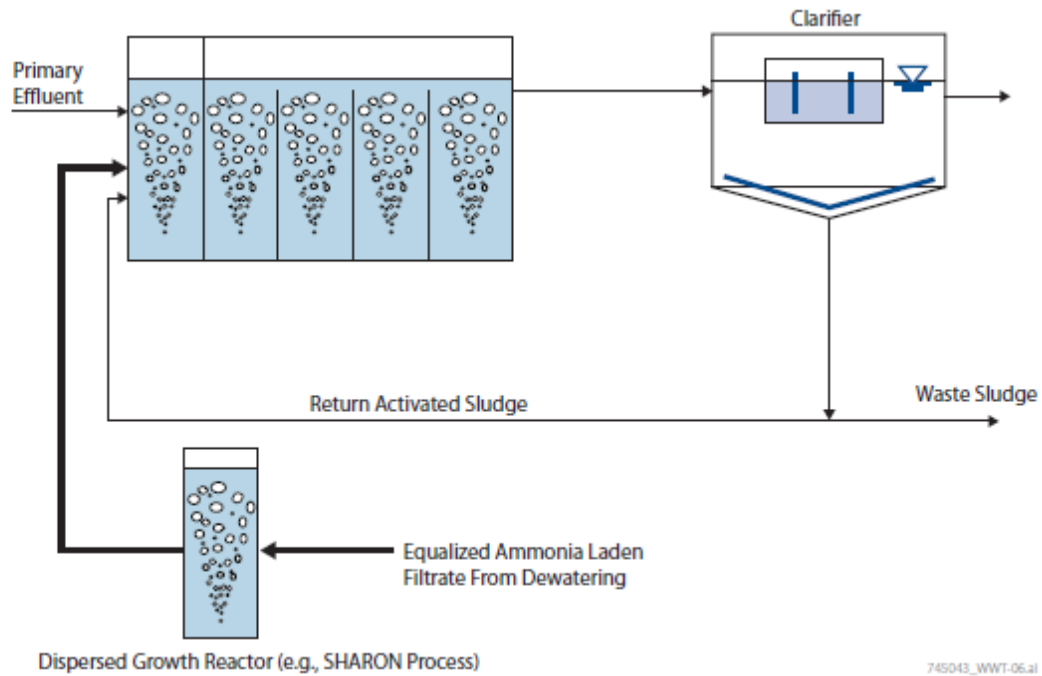 Clarifier
Primary
Effluent
Return Activated Sludge
Waste Sludge
Equalized Ammonia Laden
Filtrate From Dewatering
Dispersed Growth Reactor (e.g., SHARON Process)
745043_WWT-06.ai